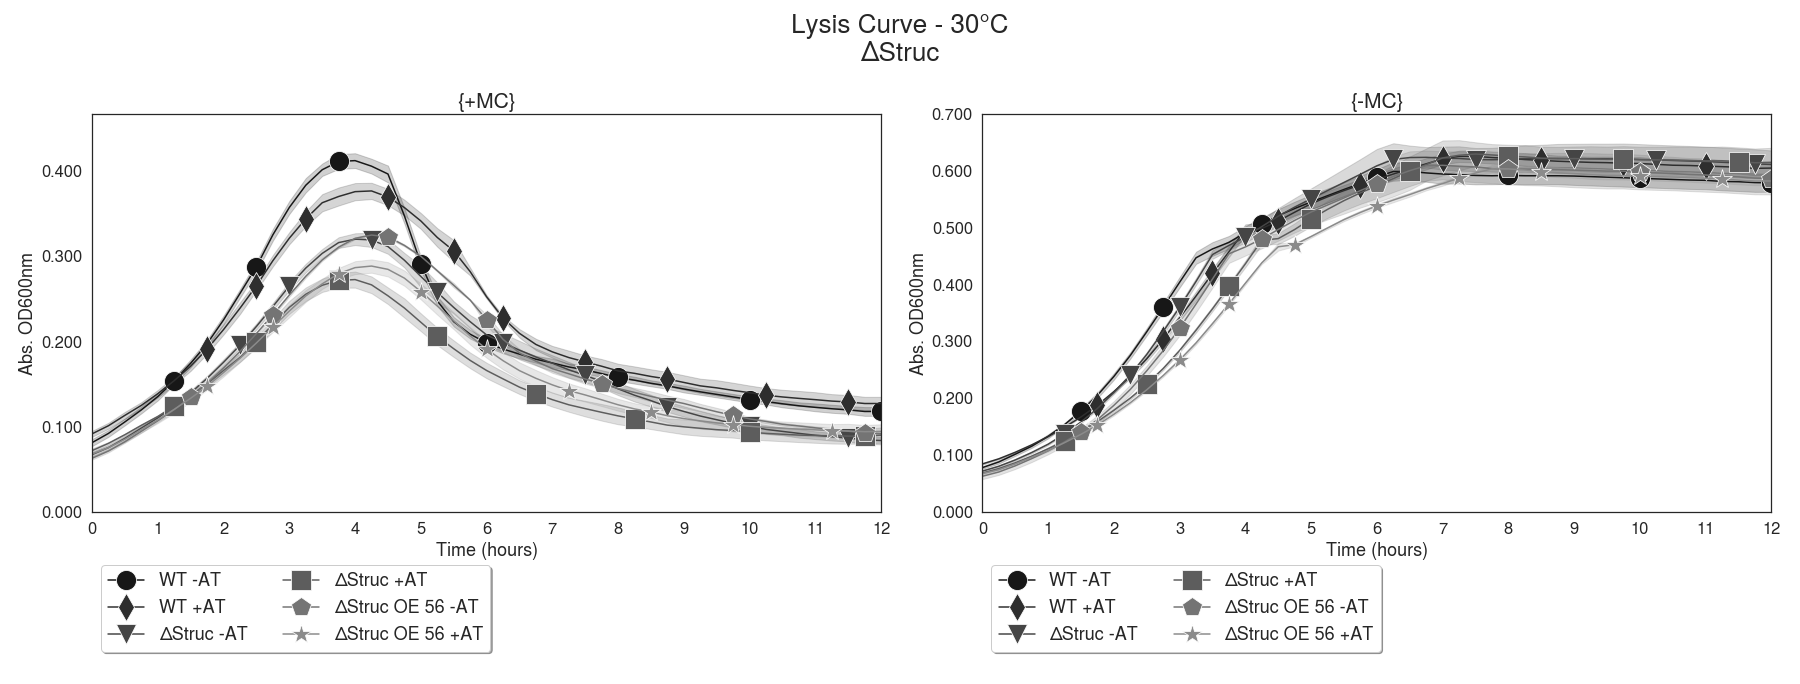 Lysis Curve - 30°C
ΔStruc
{+MC}
Abs. OD600nm
0.400
0.300
0.200
0.100
0.000
0 1 2 3 4 5 6 7 8 9 10 11 12
Time (hours)
WT -AT
WT +AT
ΔStruc -AT
ΔStruc +AT
ΔStruc OE 56 -AT
ΔStruc OE 56 +AT
{-MC}
Abs. OD600nm
0.700
0.600
0.500
0.400
0.300
0.200
0.100
0.000
0 1 2 3 4 5 6 7 8 9 10 11 12
Time (hours)
WT -AT
WT +AT
ΔStruc -AT
ΔStruc +AT
ΔStruc OE 56 -AT
ΔStruc OE 56 +AT